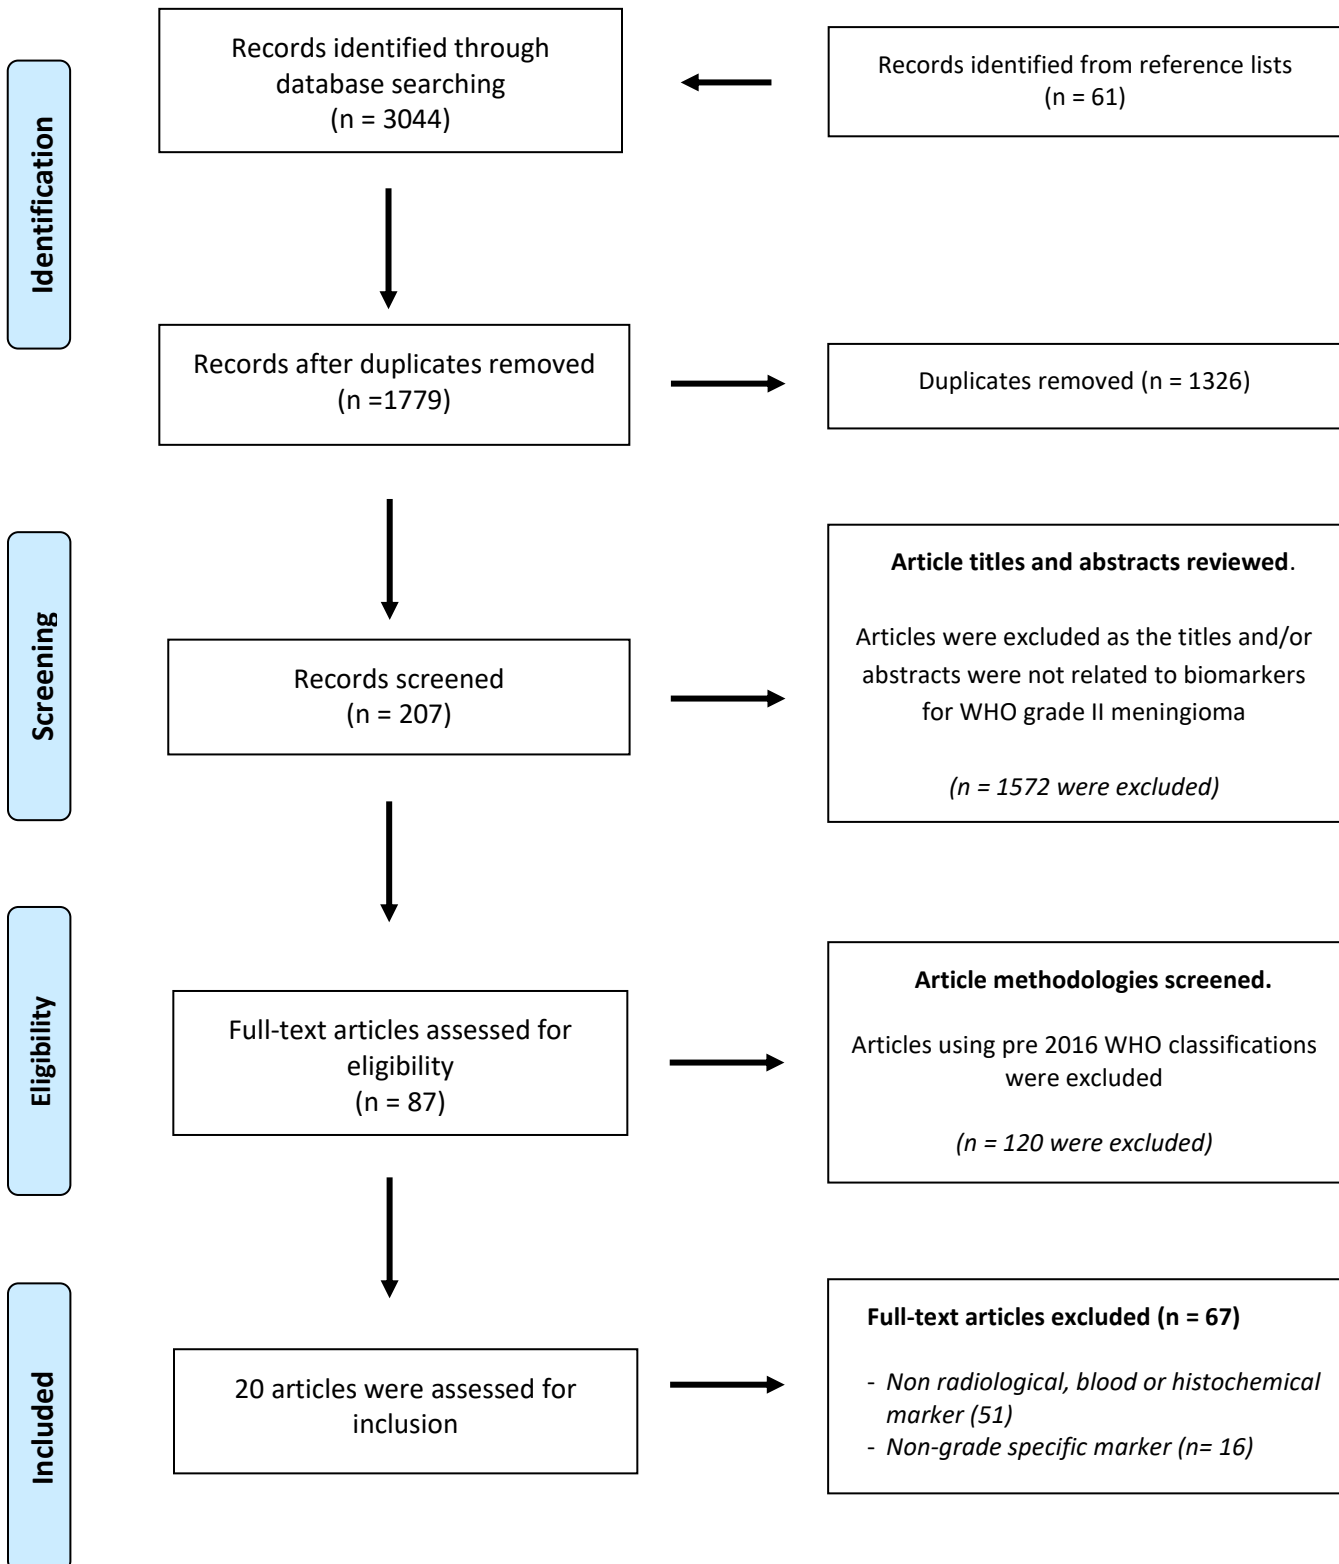 Identification
Records identified through
database searching
(n = 3044)
Records identified from reference lists
(n = 61)
Records after duplicates removed
(n =1779)
Duplicates removed (n = 1326)
Screening
Records screened
(n = 207)
Article titles and abstracts reviewed.
Articles were excluded as the titles and/or
abstracts were not related to biomarkers
for WHO grade II meningioma
(n = 1572 were excluded)
Eligibility
Full-text articles assessed for
eligibility
(n = 87)
Article methodologies screened.
Articles using pre 2016 WHO classifications
were excluded
(n = 120 were excluded)
Included
20 articles were assessed for
inclusion
Full-text articles excluded (n = 67)
- Non radiological, blood or histochemical
marker (51)
- Non-grade specific marker (n= 16)